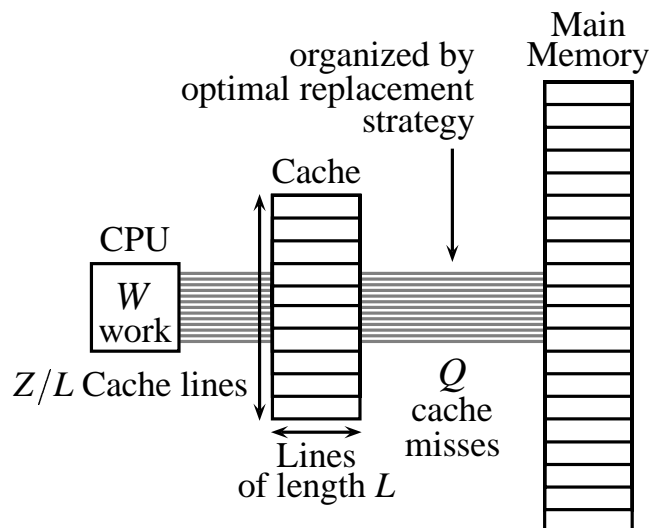 Main
Memory
organized by
optimal replacement
strategy
Cache
CPU
W
work
Z/L Cache lines
Q
cache
misses
Lines
of length L